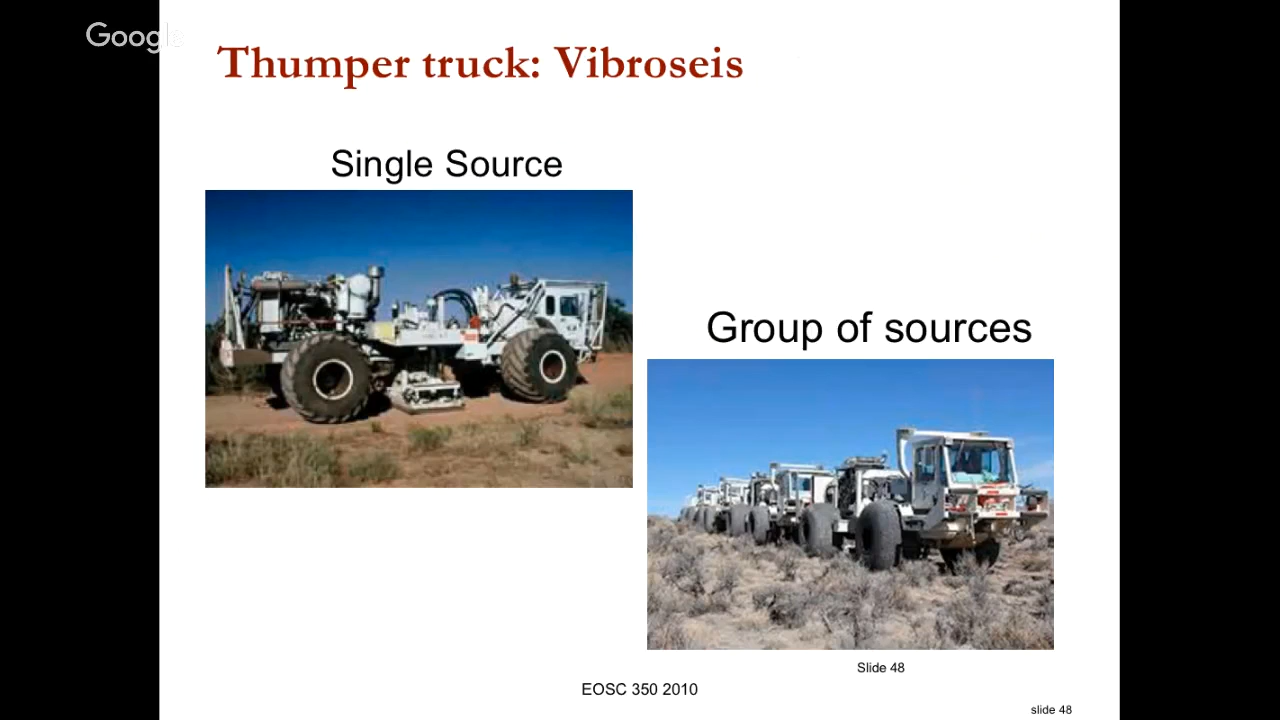 Google
Thumper truck: Vibroseis
Single Source
Group of sources
Slide 48
EOSC 350 2010
slide 48